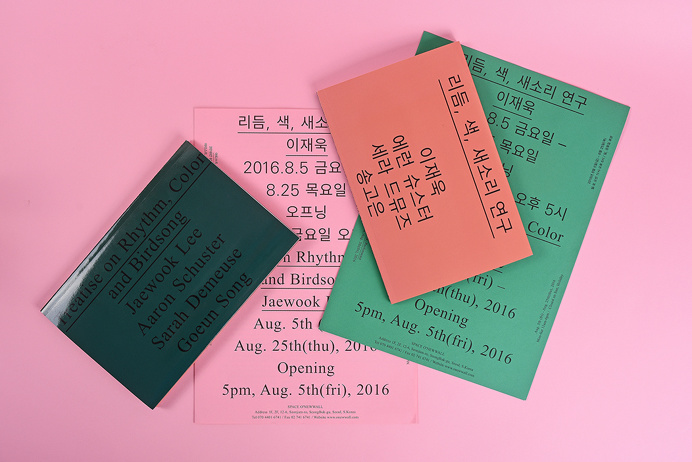 Treatise on Rhythm, Color
and Birdsong
Jaewook Lee
Aaron Schuster
Sarah Demeuse
Goeun Song
리듬, 색, 새소
이재욱
2016.8.5 금요
8.25 목요일
오프닝
금요일 오
on Rhythm,
and Birdso
Jaewook L
Aug. 5th
Aug. 25th(thu), 2016
Opening
5pm, Aug. 5th(fri), 2016
리듬, 색, 새소리 연구
이재욱
에런 슈스터
세라 드뮤즈
송고은
리듬, 색, 새소리 연구
이재욱
8.5 금요일 –
목요일
오후 5시
Color
(fri) –
(thu), 2016
Opening
5pm, Aug. 5th(fri), 2016